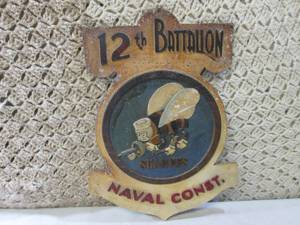 12th BATTALION
SEABEES
NAVAL CONST.